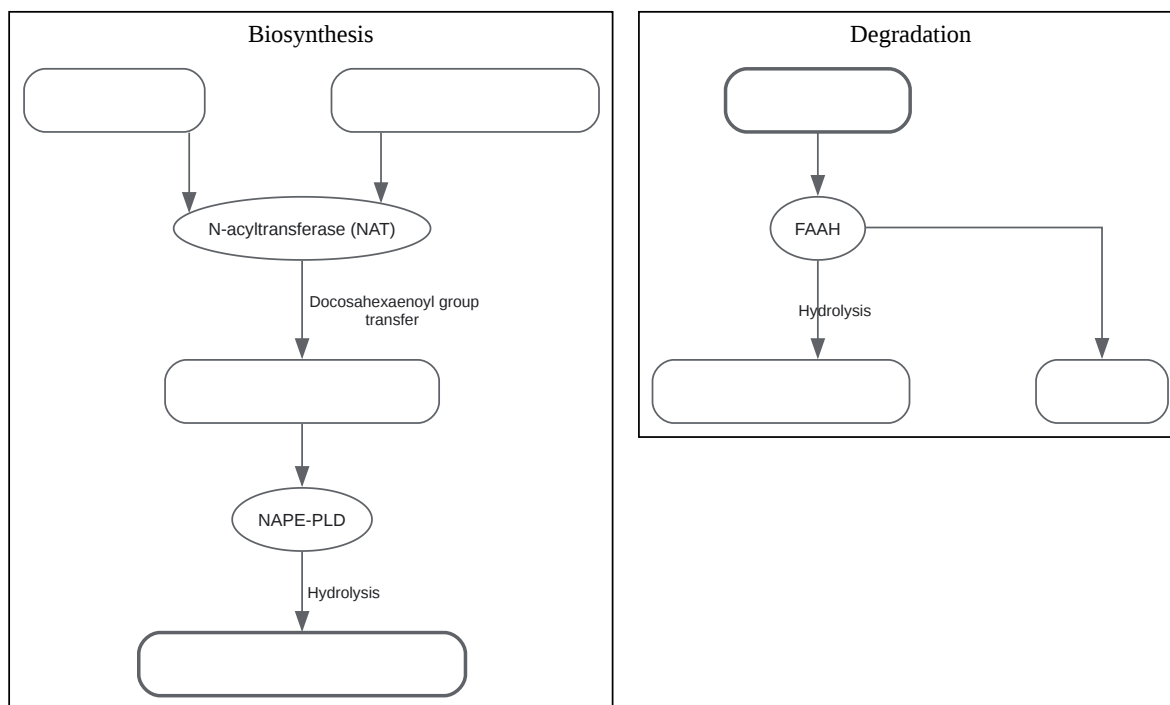 Biosynthesis
N-acyltransferase (NAT)
Docosahexaenoyl group
transfer
NAPE-PLD
Hydrolysis
Degradation
FAAH
Hydrolysis